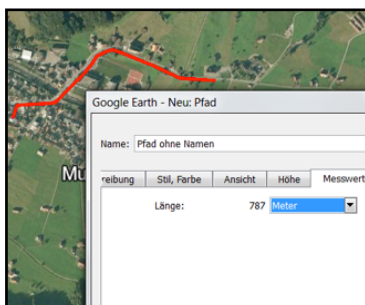 Google Earth - Neu: Pfad
Name: Pfad ohne Namen
reibung Stil, Farbe Ansicht Höhe Messwert
Mu
Länge: 787 Meter